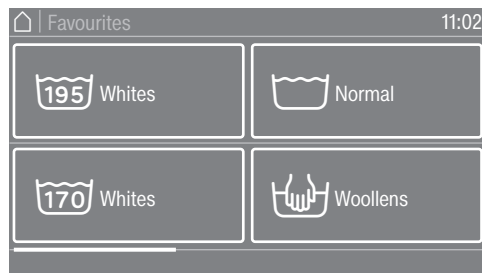 Favourites 11:02
195 Whites
Normal
170 Whites
Woollens